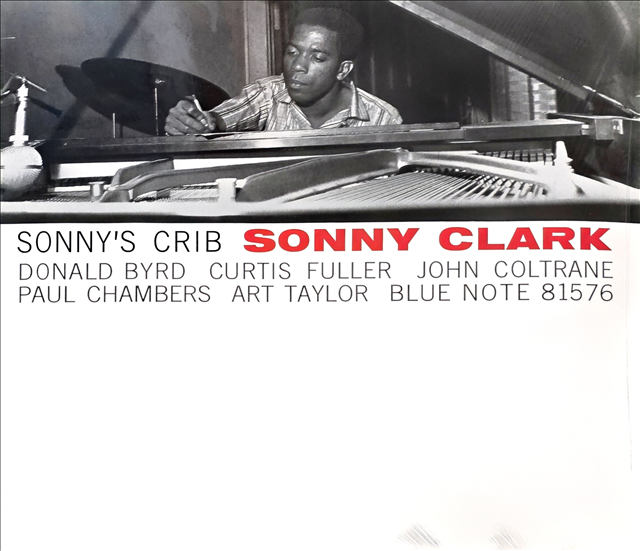 SONNY'S CRIB SONNY CLARK
DONALD BYRD CURTIS FULLER JOHN COLTRANE
PAUL CHAMBERS ART TAYLOR BLUE NOTE 81576